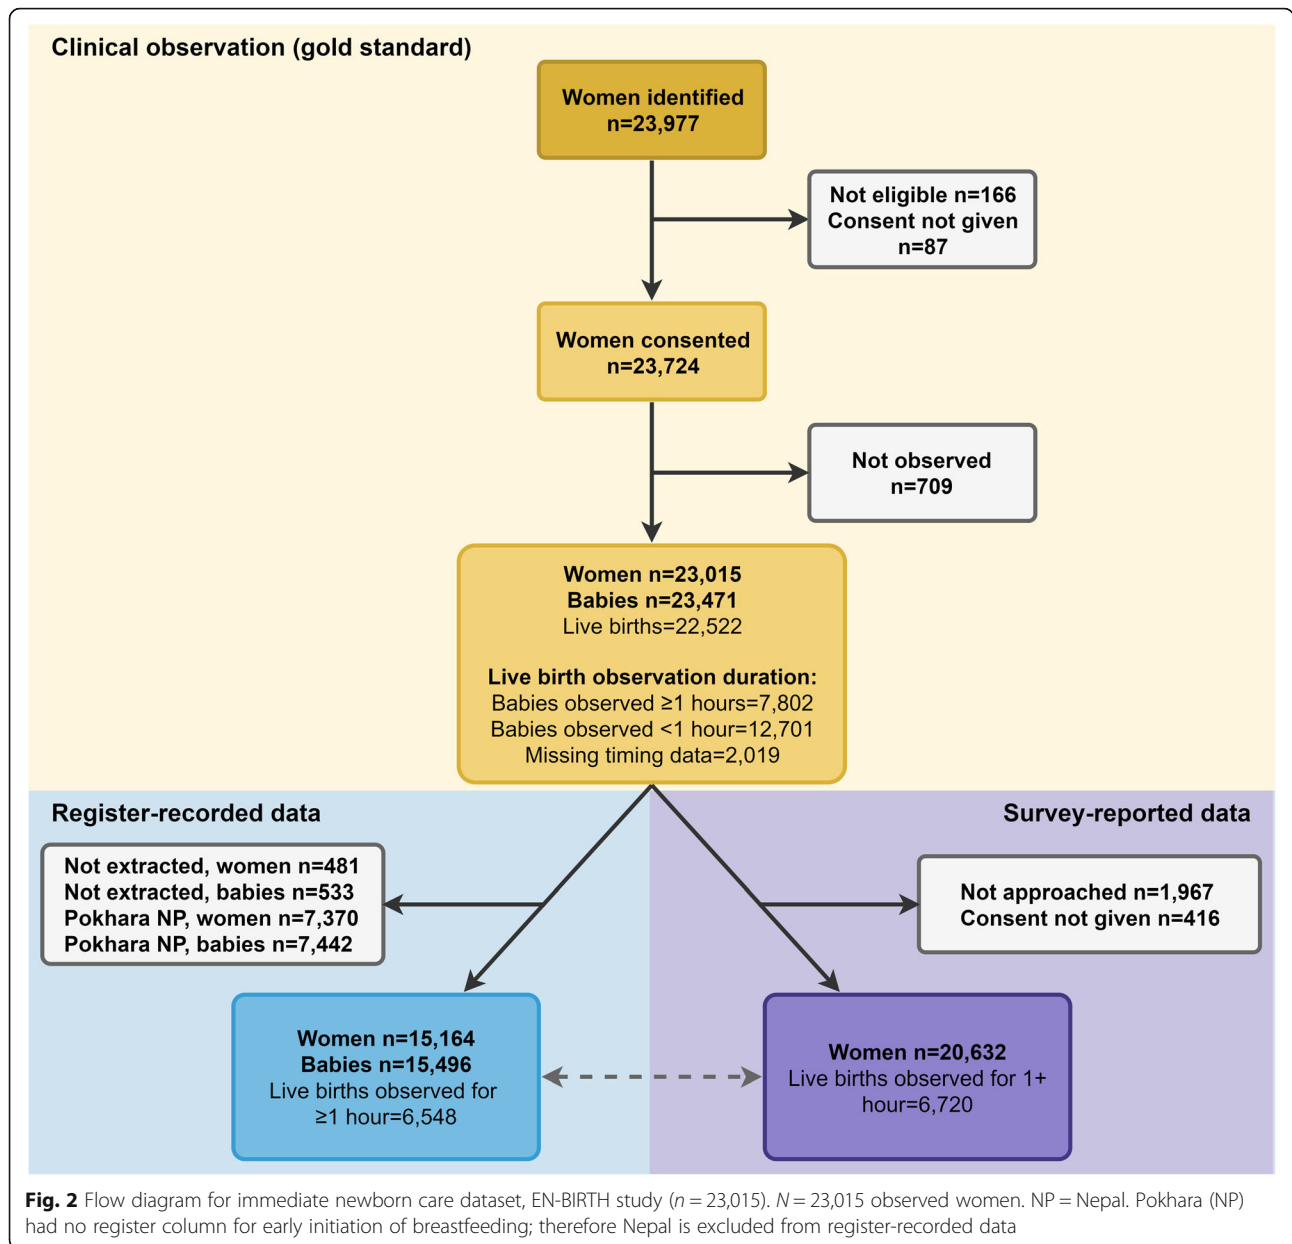 Clinical observation (gold standard)
Women identified
n=23,977
Not eligible n=166
Consent not given
n=87
Women consented
n=23,724
Not observed
n=709
Women n=23,015
Babies n=23,471
Live births=22,522
Live birth observation duration:
Babies observed ≥1 hours=7,802
Babies observed <1 hour=12,701
Missing timing data=2,019
Register-recorded data
Not extracted, women n=481
Not extracted, babies n=533
Pokhara NP, women n=7,370
Pokhara NP, babies n=7,442
Women n=15,164
Babies n=15,496
Live births observed for
≥1 hour=6,548
Survey-reported data
Not approached n=1,967
Consent not given n=416
Women n=20,632
Live births observed for 1+
hour=6,720
Fig. 2 Flow diagram for immediate newborn care dataset, EN-BIRTH study (n = 23,015). N = 23,015 observed women. NP = Nepal. Pokhara (NP)
had no register column for early initiation of breastfeeding; therefore Nepal is excluded from register-recorded data